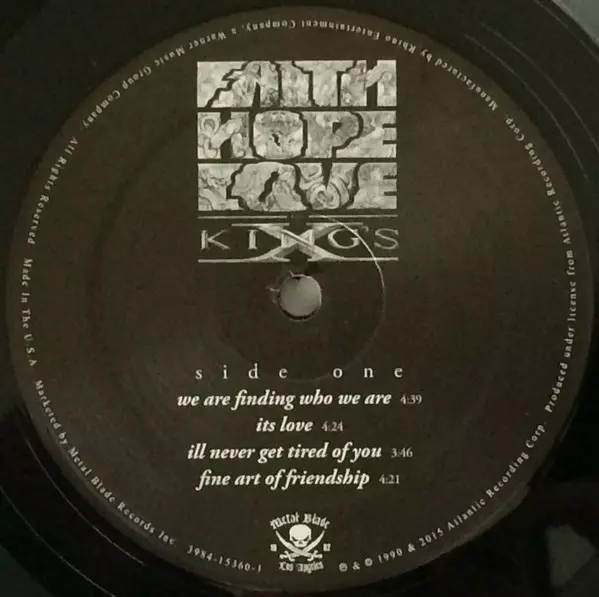 FAITH
HOPE
LOVE
KING'S X
side one
we are finding who we are 4:39
its love 4:24
ill never get tired of you 3:46
fine art of friendship 4:21
Metal Blade
19 82
Los Angeles
Marketed by Metal Blade Records Inc 3984-15360-1 ℗ & © 1990 & 2015 Atlantic Recording Corp. Produced under license from Atlantic Recording Corp. Manufactured by Rhino Entertainment Company, a Warner Music Group Company. All Rights Reserved Made In The U.S.A